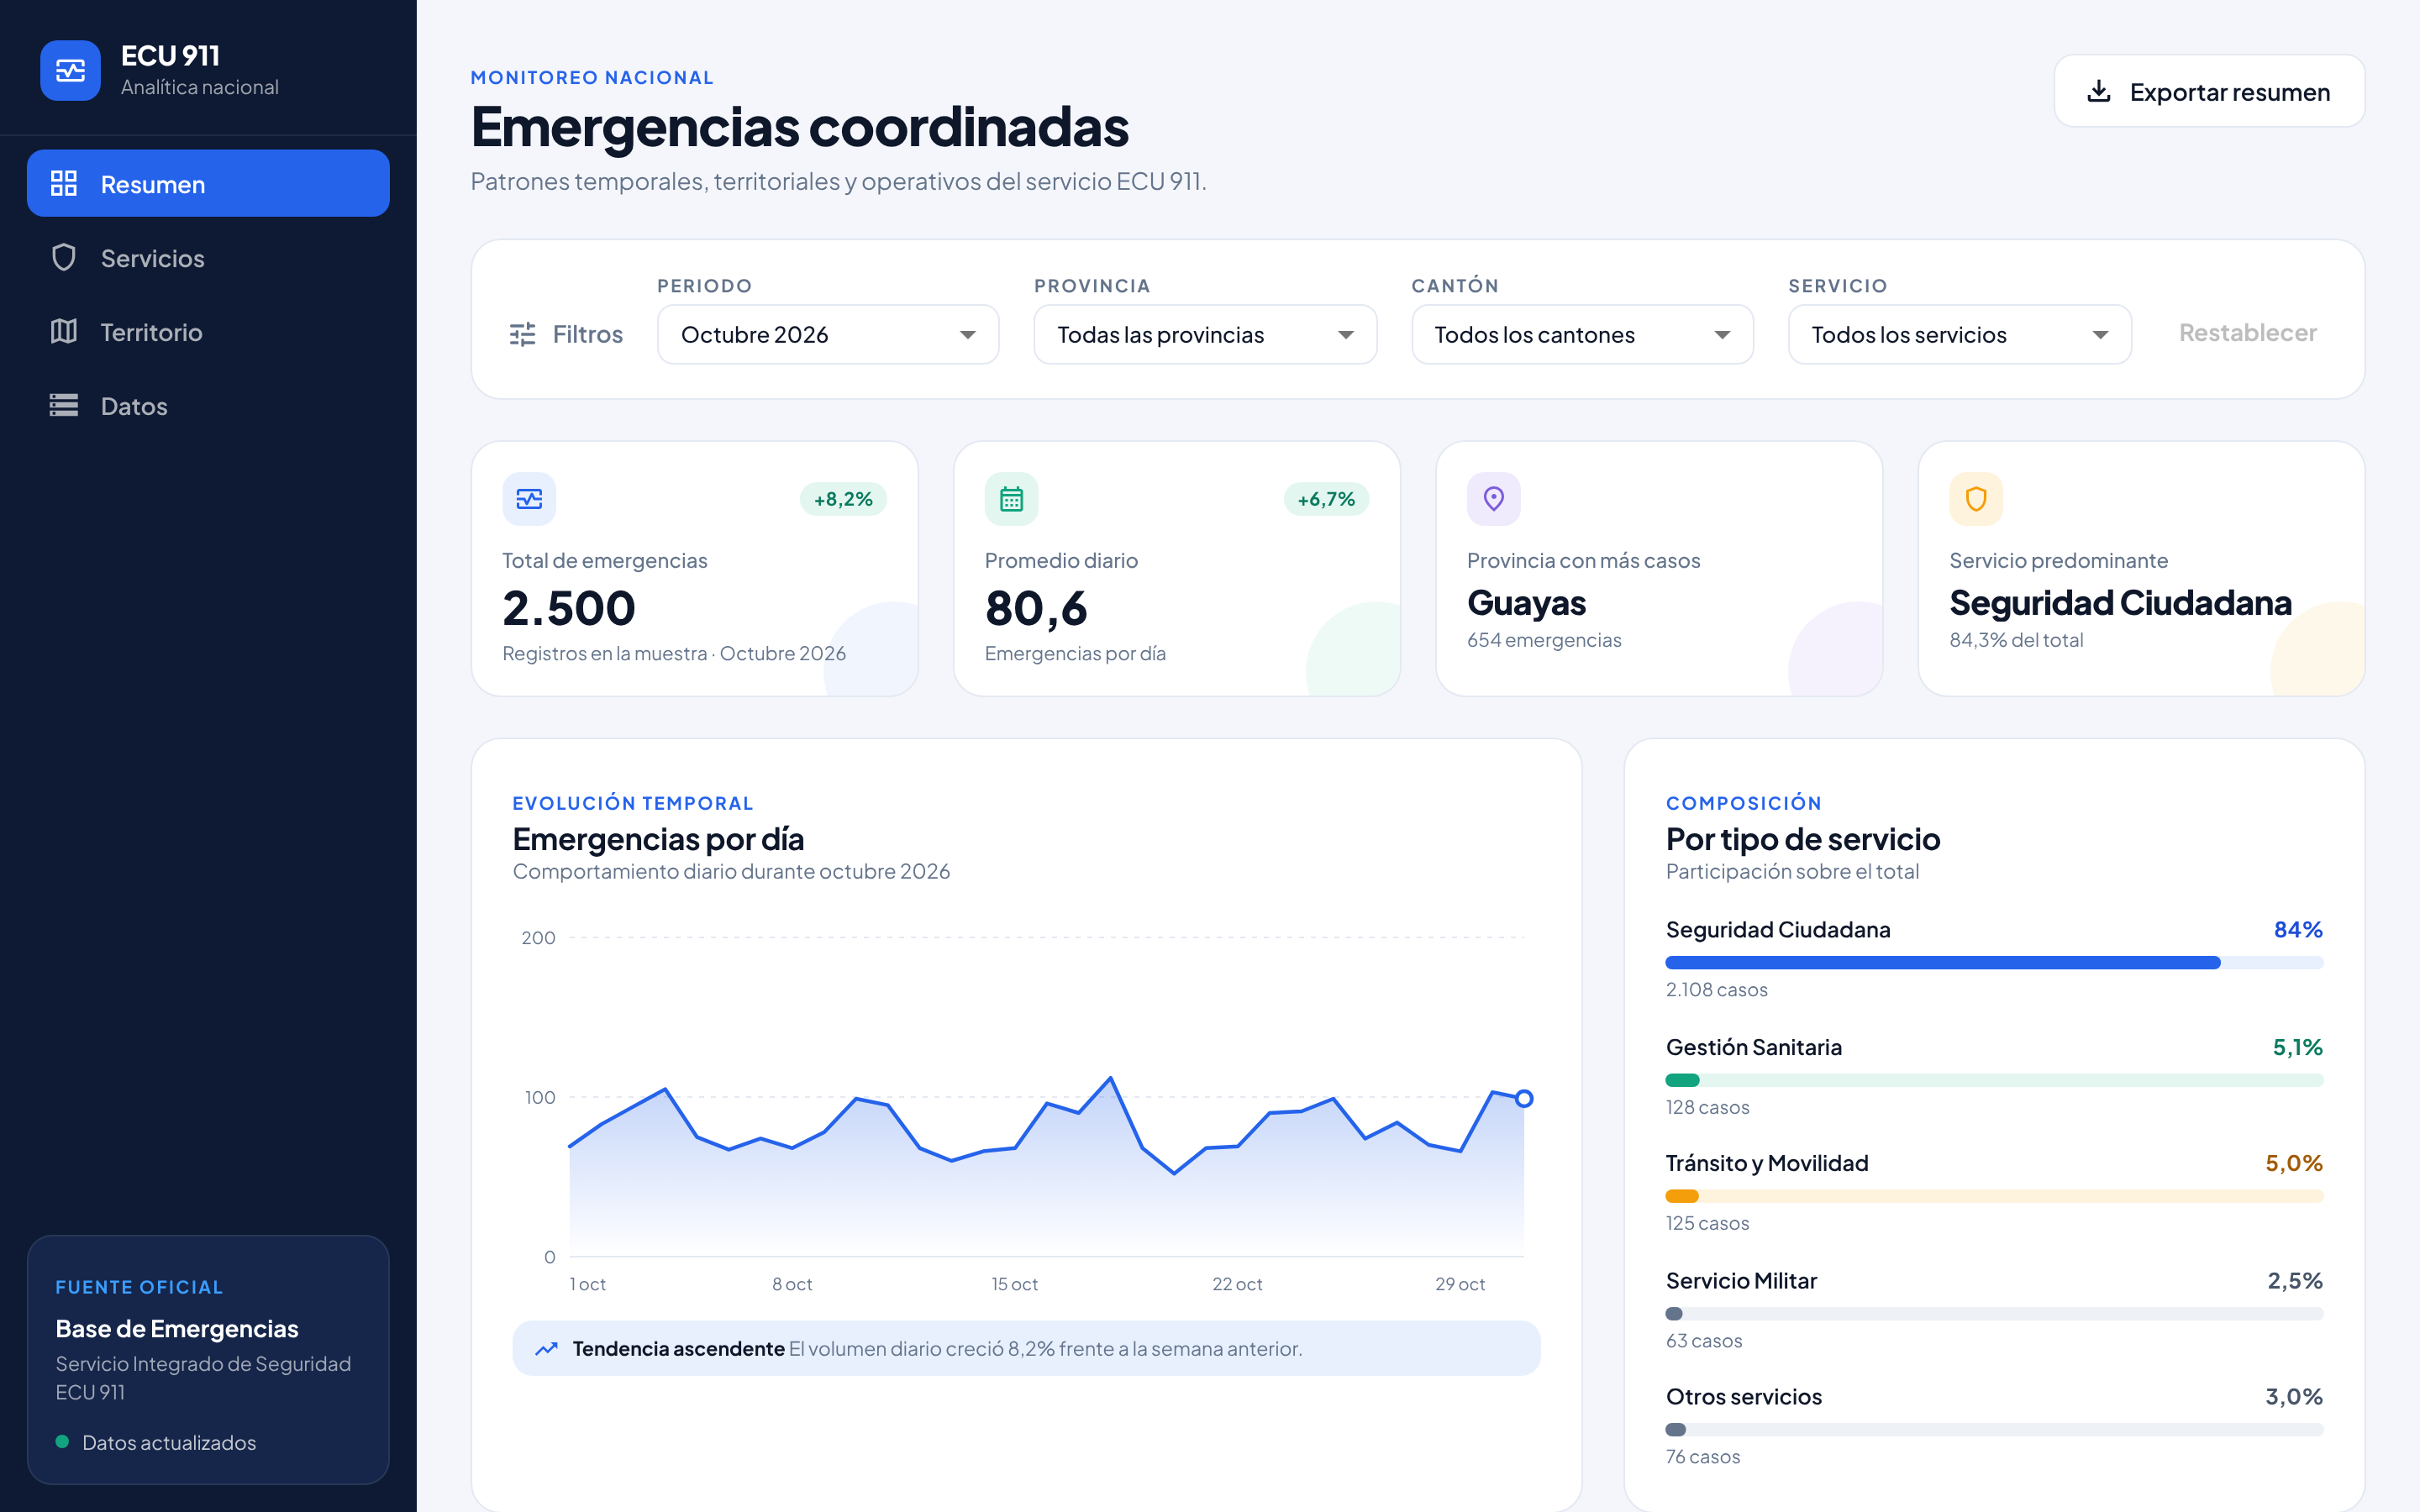 ECU 911
Analítica nacional
Resumen
Servicios
Territorio
Datos
FUENTE OFICIAL
Base de Emergencias
Servicio Integrado de Seguridad
ECU 911
Datos actualizados
MONITOREO NACIONAL
Emergencias coordinadas
Patrones temporales, territoriales y operativos del servicio ECU 911.
Exportar resumen
Filtros
PERIODO
Octubre 2026
PROVINCIA
Todas las provincias
CANTÓN
Todos los cantones
SERVICIO
Todos los servicios
Restablecer
+8,2%
Total de emergencias
2.500
Registros en la muestra · Octubre 2026
+6,7%
Promedio diario
80,6
Emergencias por día
Provincia con más casos
Guayas
654 emergencias
Servicio predominante
Seguridad Ciudadana
84,3% del total
EVOLUCIÓN TEMPORAL
Emergencias por día
Comportamiento diario durante octubre 2026
200
100
0
1 oct
8 oct
15 oct
22 oct
29 oct
Tendencia ascendente El volumen diario creció 8,2% frente a la semana anterior.
COMPOSICIÓN
Por tipo de servicio
Participación sobre el total
Seguridad Ciudadana 84%
2.108 casos
Gestión Sanitaria 5,1%
128 casos
Tránsito y Movilidad 5,0%
125 casos
Servicio Militar 2,5%
63 casos
Otros servicios 3,0%
76 casos